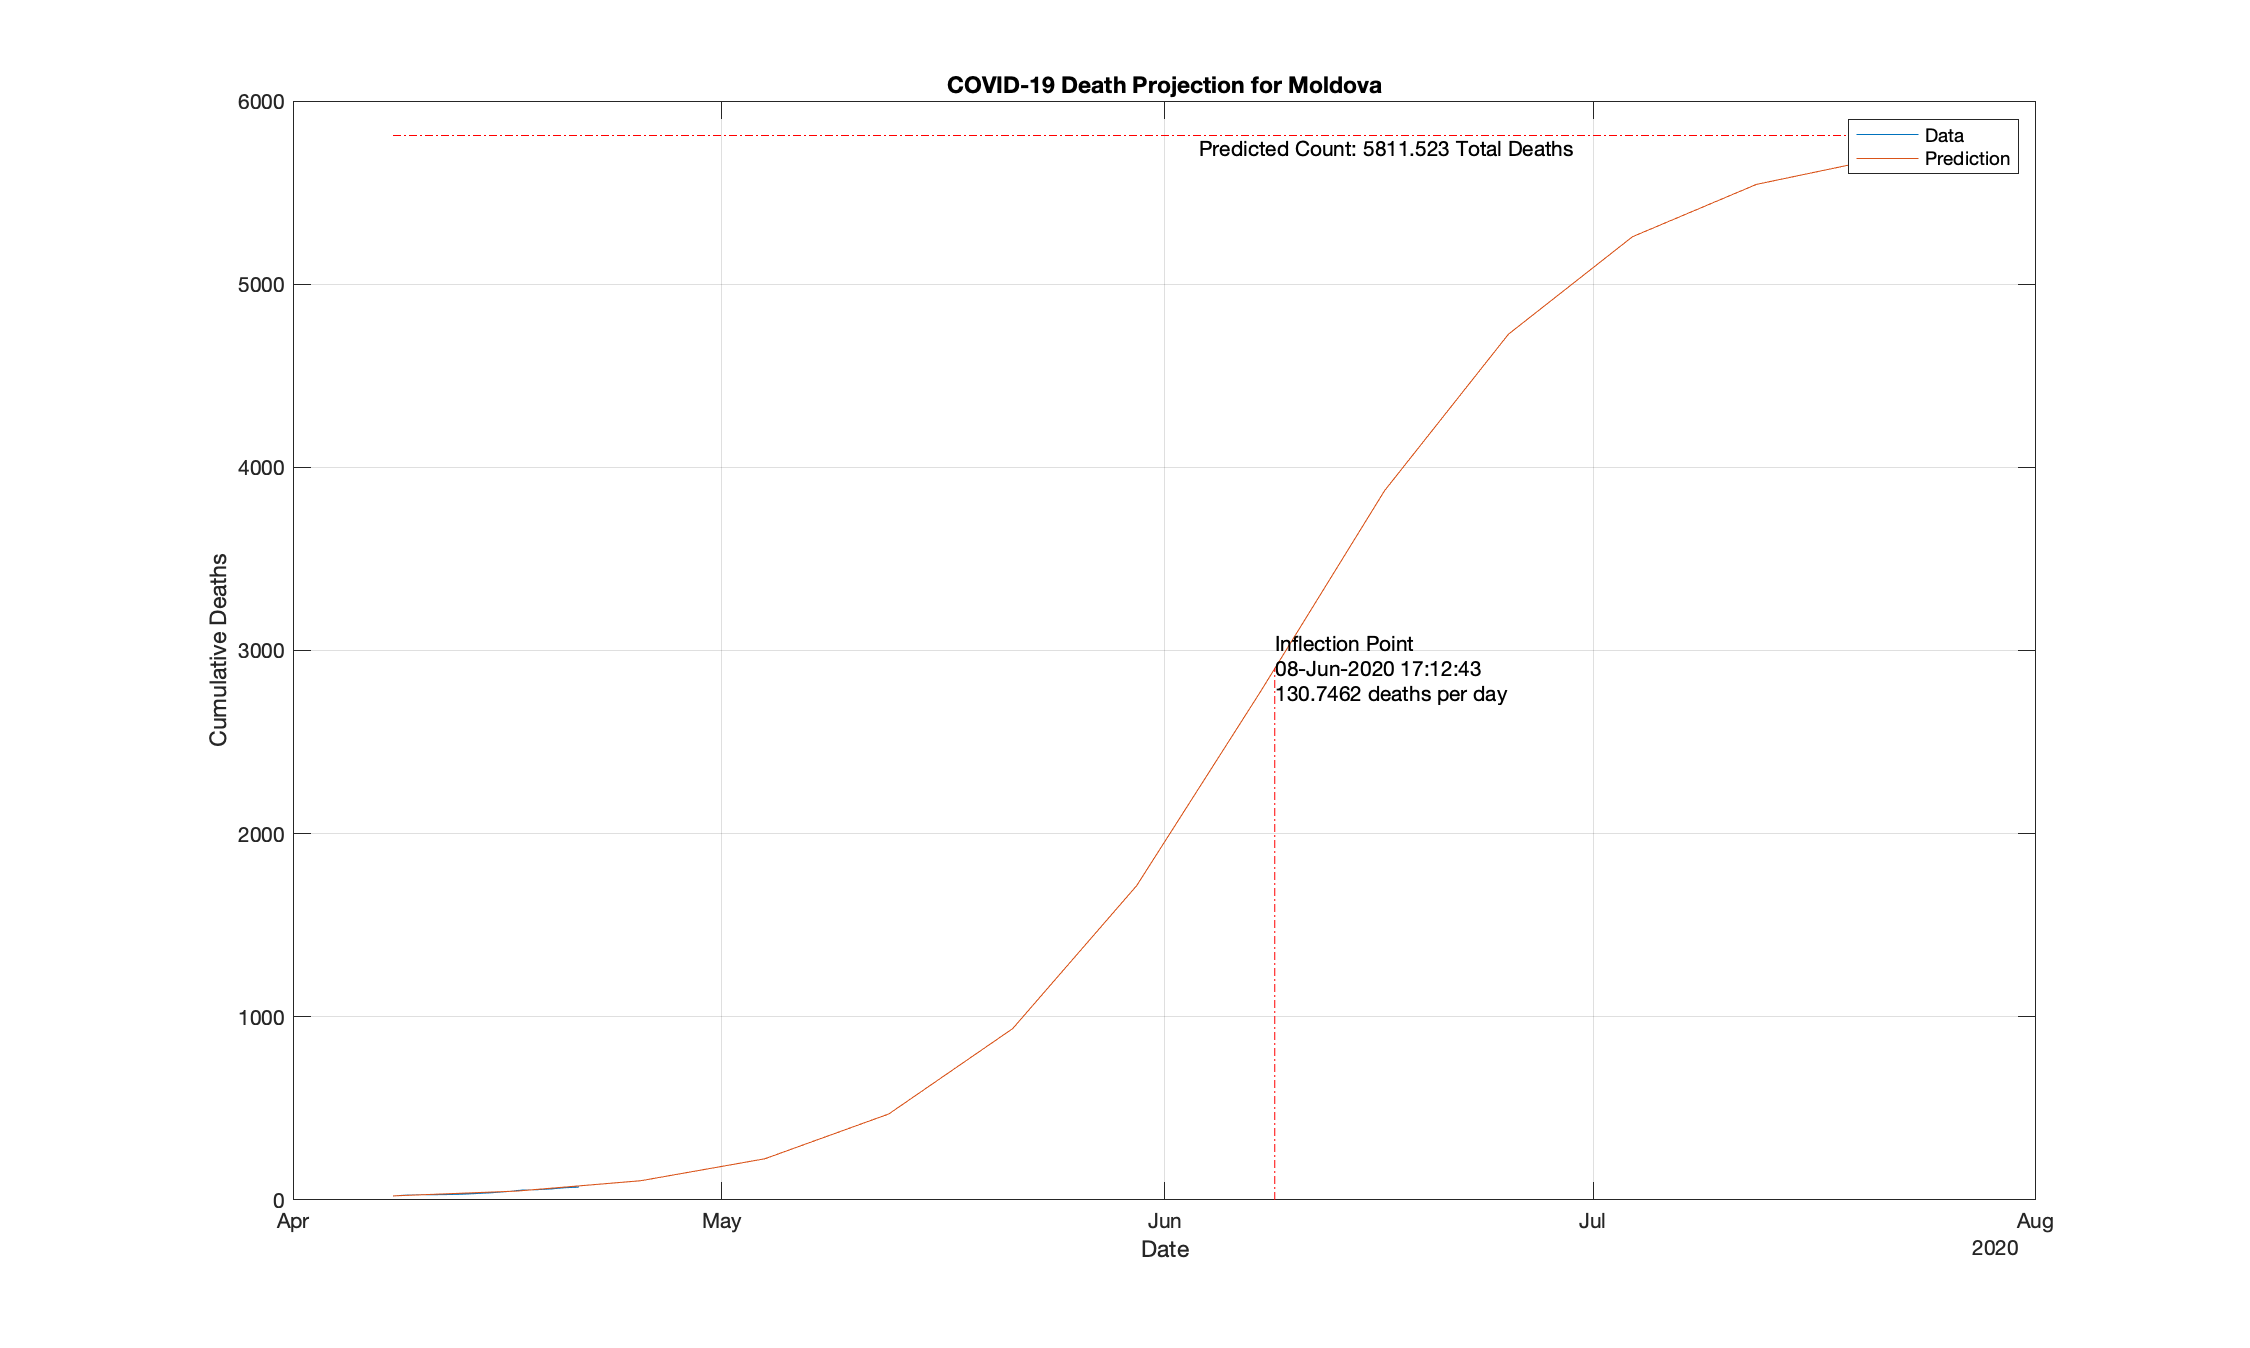 COVID-19 Death Projection for Moldova
6000
5000
4000
3000
2000
1000
0
Cumulative Deaths
Predicted Count: 5811.523 Total Deaths
Data
Prediction
Inflection Point
08-Jun-2020 17:12:43
130.7462 deaths per day
Apr
May
Jun
Jul
Aug
Date
2020